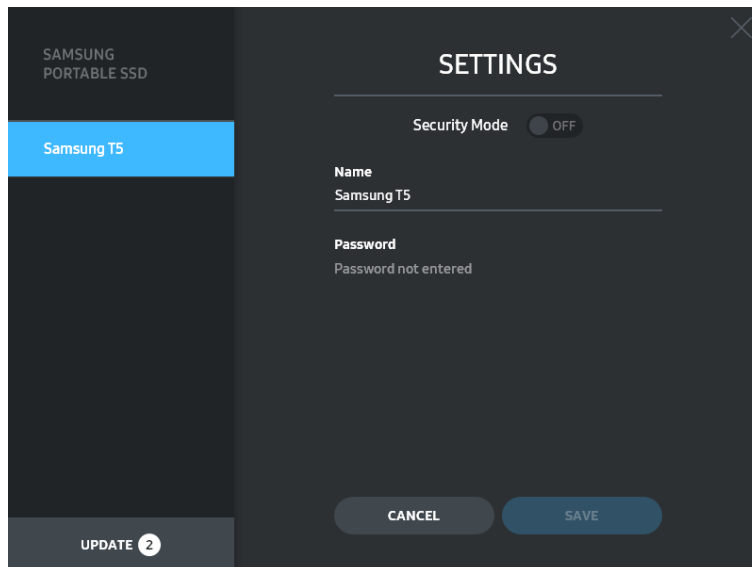 SAMSUNG
PORTABLE SSD
Samsung T5
UPDATE 2
SETTINGS
Security Mode OFF
Name
Samsung T5
Password
Password not entered
CANCEL
SAVE